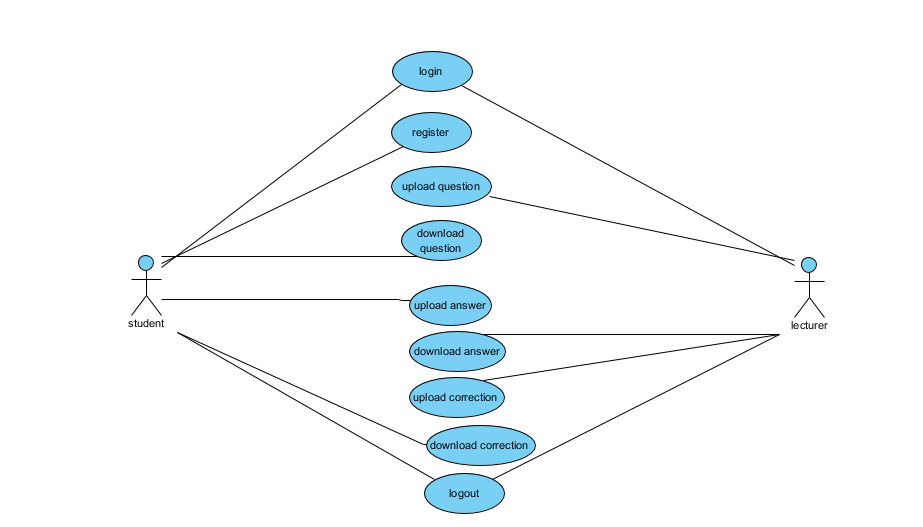 login
register
upload question
download
question
upload answer
student
lecturer
download answer
upload correction
download correction
logout